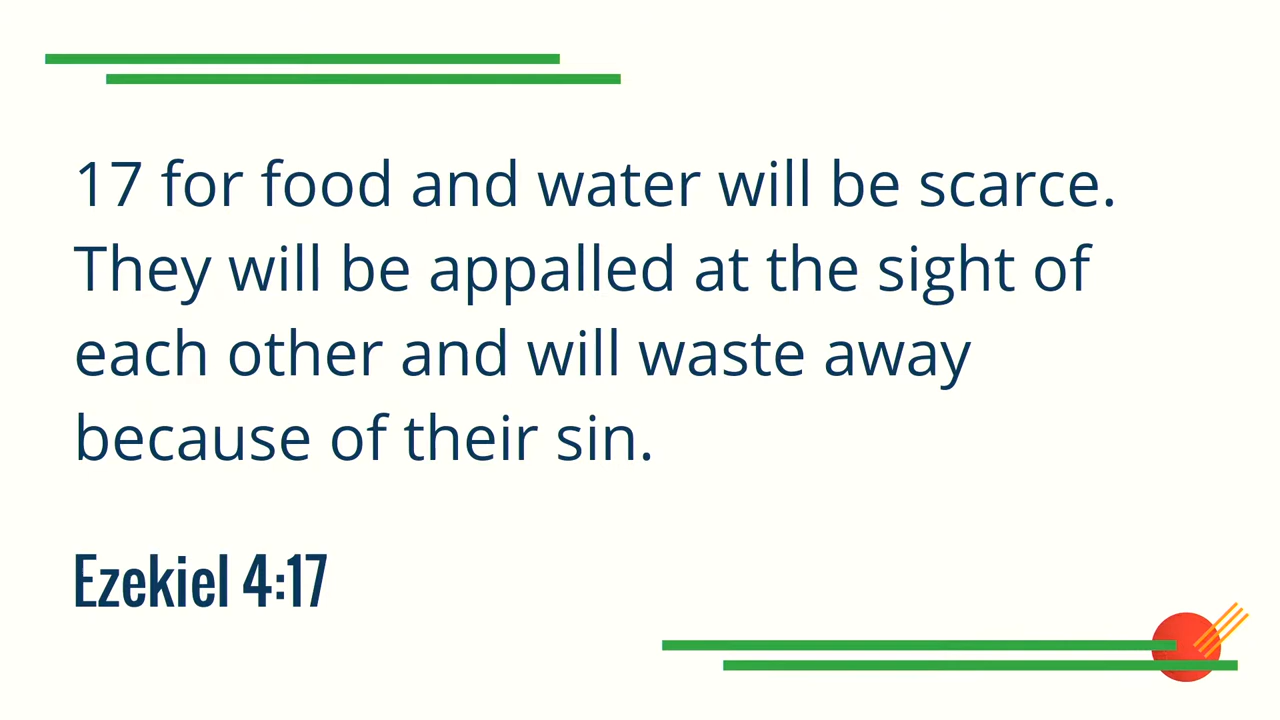 17 for food and water will be scarce.
They will be appalled at the sight of
each other and will waste away
because of their sin.
Ezekiel 4:17